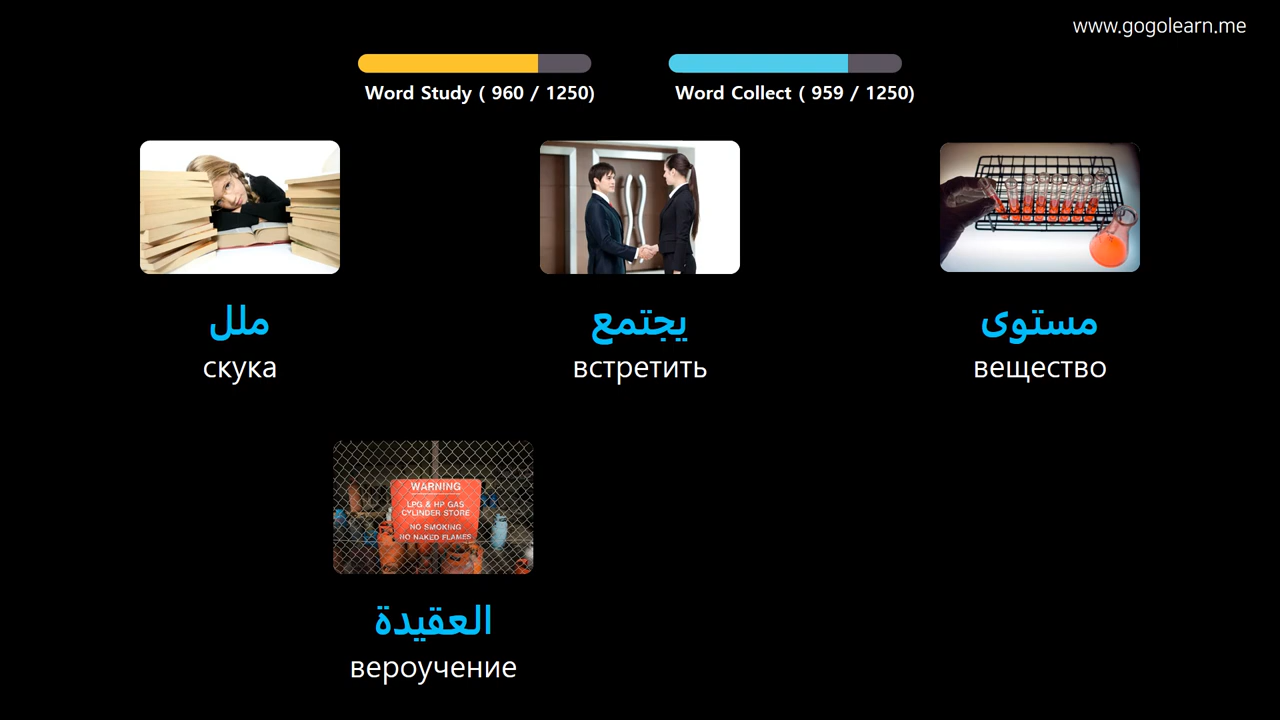 www.gogolearn.me
Word Study ( 960 / 1250)
Word Collect ( 959 / 1250)
ملل
скука
يجتمع
встретить
مستوى
вещество
WARNING
LPG & HP GAS
CYLINDER STORE
NO SMOKING
NO NAKED FLAMES
العقيدة
вероучение